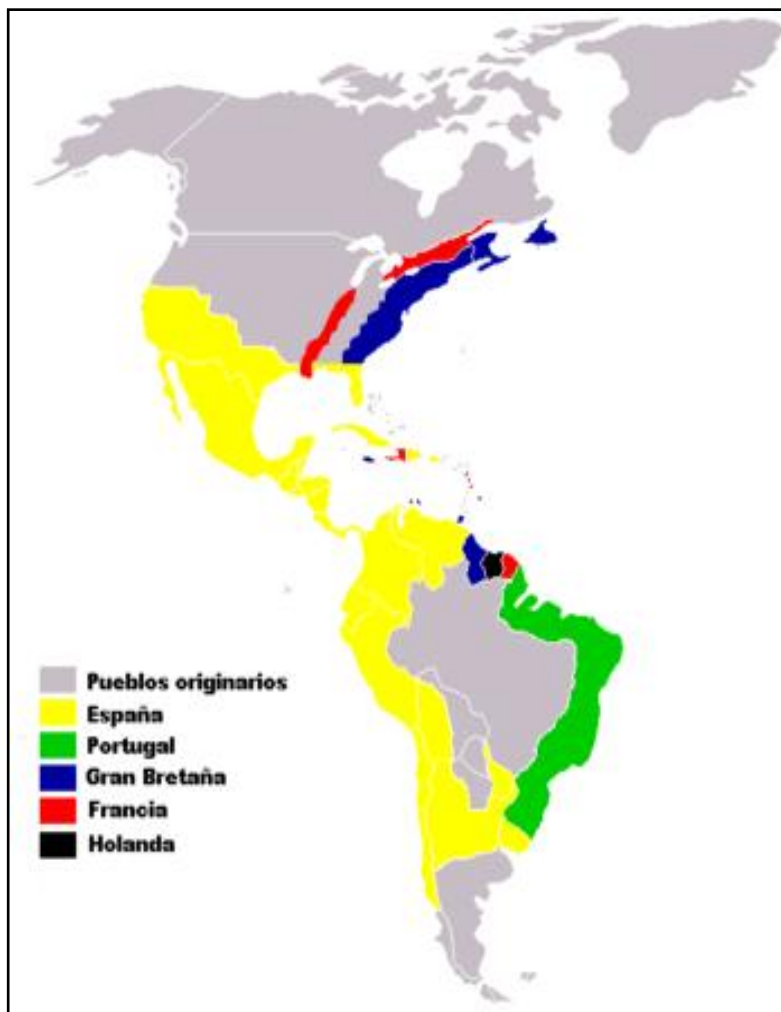 Pueblos originarios
España
Portugal
Gran Bretaña
Francia
Holanda